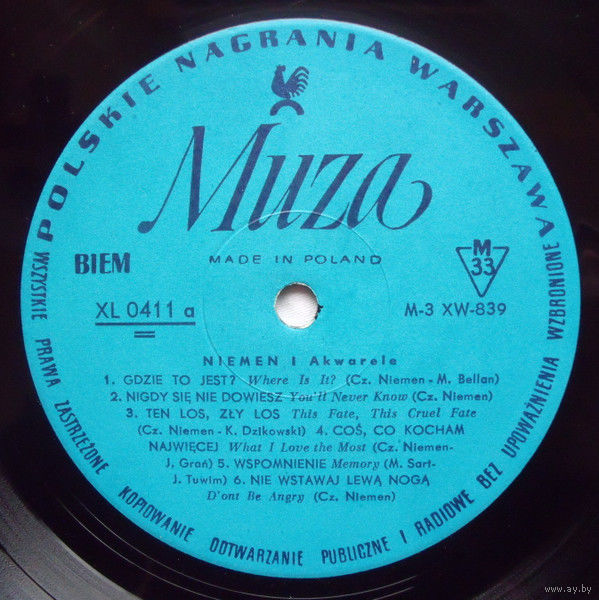 POLSKIE NAGRANIA WARSZAWA
Muza
MADE IN POLAND
BIEM
M
33
XL 0411 a
M-3 XW-839
NIEMEN I Akwarele
1. GDZIE TO JEST? Where Is It? (Cz. Niemen - M. Bellan)
2. NIGDY SIĘ NIE DOWIESZ You'll Never Know (Cz. Niemen)
3. TEN LOS, ZŁY LOS This Fate, This Cruel Fate
(Cz. Niemen - K. Dzikowski) 4. COŚ, CO KOCHAM
NAJWIĘCEJ What I Love the Most (Cz. Niemen-
J. Grań) 5. WSPOMNIENIE Memory (M. Sart-
J. Tuwim) 6. NIE WSTAWAJ LEWĄ NOGĄ
D'ont Be Angry (Cz. Niemen)
WSZYSTKIE PRAWA ZASTRZEŻONE KOPIOWANIE ODTWARZANIE PUBLICZNE I RADIOWE BEZ UPOWAŻNIENIA WZBRONIONE
www.ay.by